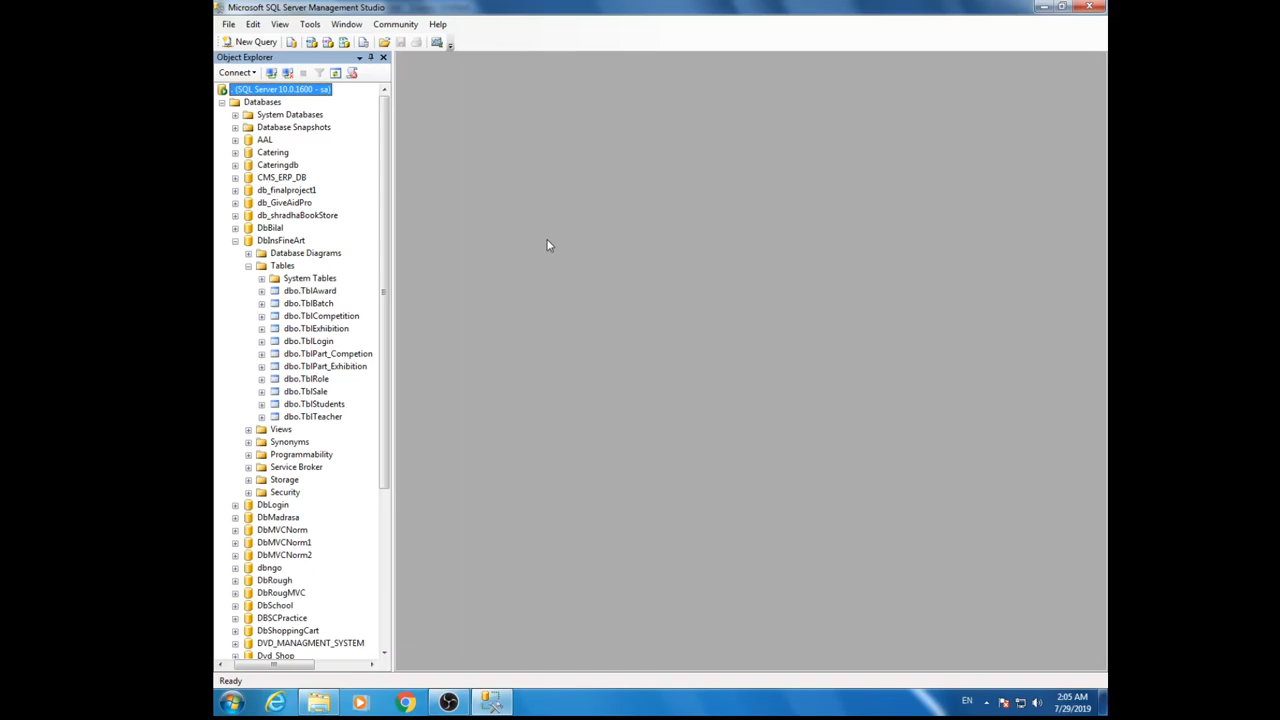 Microsoft SQL Server Management Studio
File Edit View Tools Window Community Help
New Query
Object Explorer
Connect
. (SQL Server 10.0.1600 - sa)
Databases
System Databases
Database Snapshots
AAL
Catering
Cateringdb
CMS_ERP_DB
db_finalproject1
db_GiveAidPro
db_shradhaBookStore
DbBilal
DbInsFineArt
Database Diagrams
Tables
System Tables
dbo.TblAward
dbo.TblBatch
dbo.TblCompetition
dbo.TblExhibition
dbo.TblLogin
dbo.TblPart_Competion
dbo.TblPart_Exhibition
dbo.TblRole
dbo.TblSale
dbo.TblStudents
dbo.TblTeacher
Views
Synonyms
Programmability
Service Broker
Storage
Security
DbLogin
DbMadrasa
DbMVCNorm
DbMVCNorm1
DbMVCNorm2
dbngo
DbRough
DbRougMVC
DbSchool
DBSCPractice
DbShoppingCart
DVD_MANAGMENT_SYSTEM
Dvd_Shop
Ready
EN
2:05 AM
7/29/2019